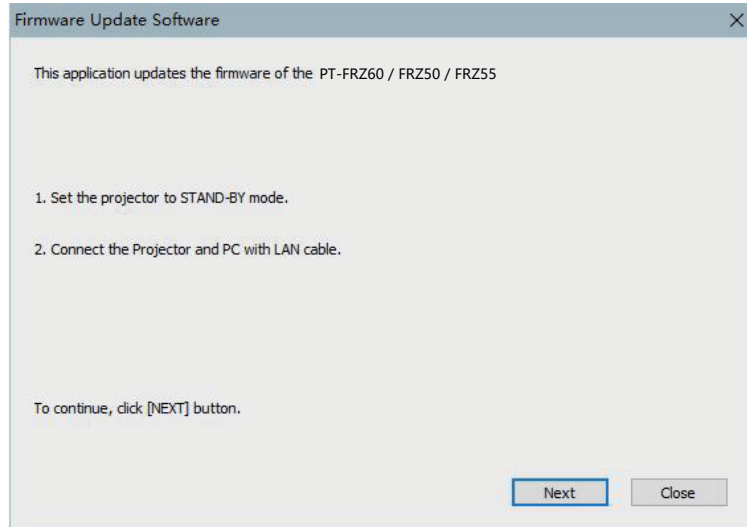 Firmware Update Software
This application updates the firmware of the PT-FRZ60 / FRZ50 / FRZ55
1. Set the projector to STAND-BY mode.
2. Connect the Projector and PC with LAN cable.
To continue, click [NEXT] button.
Next Close